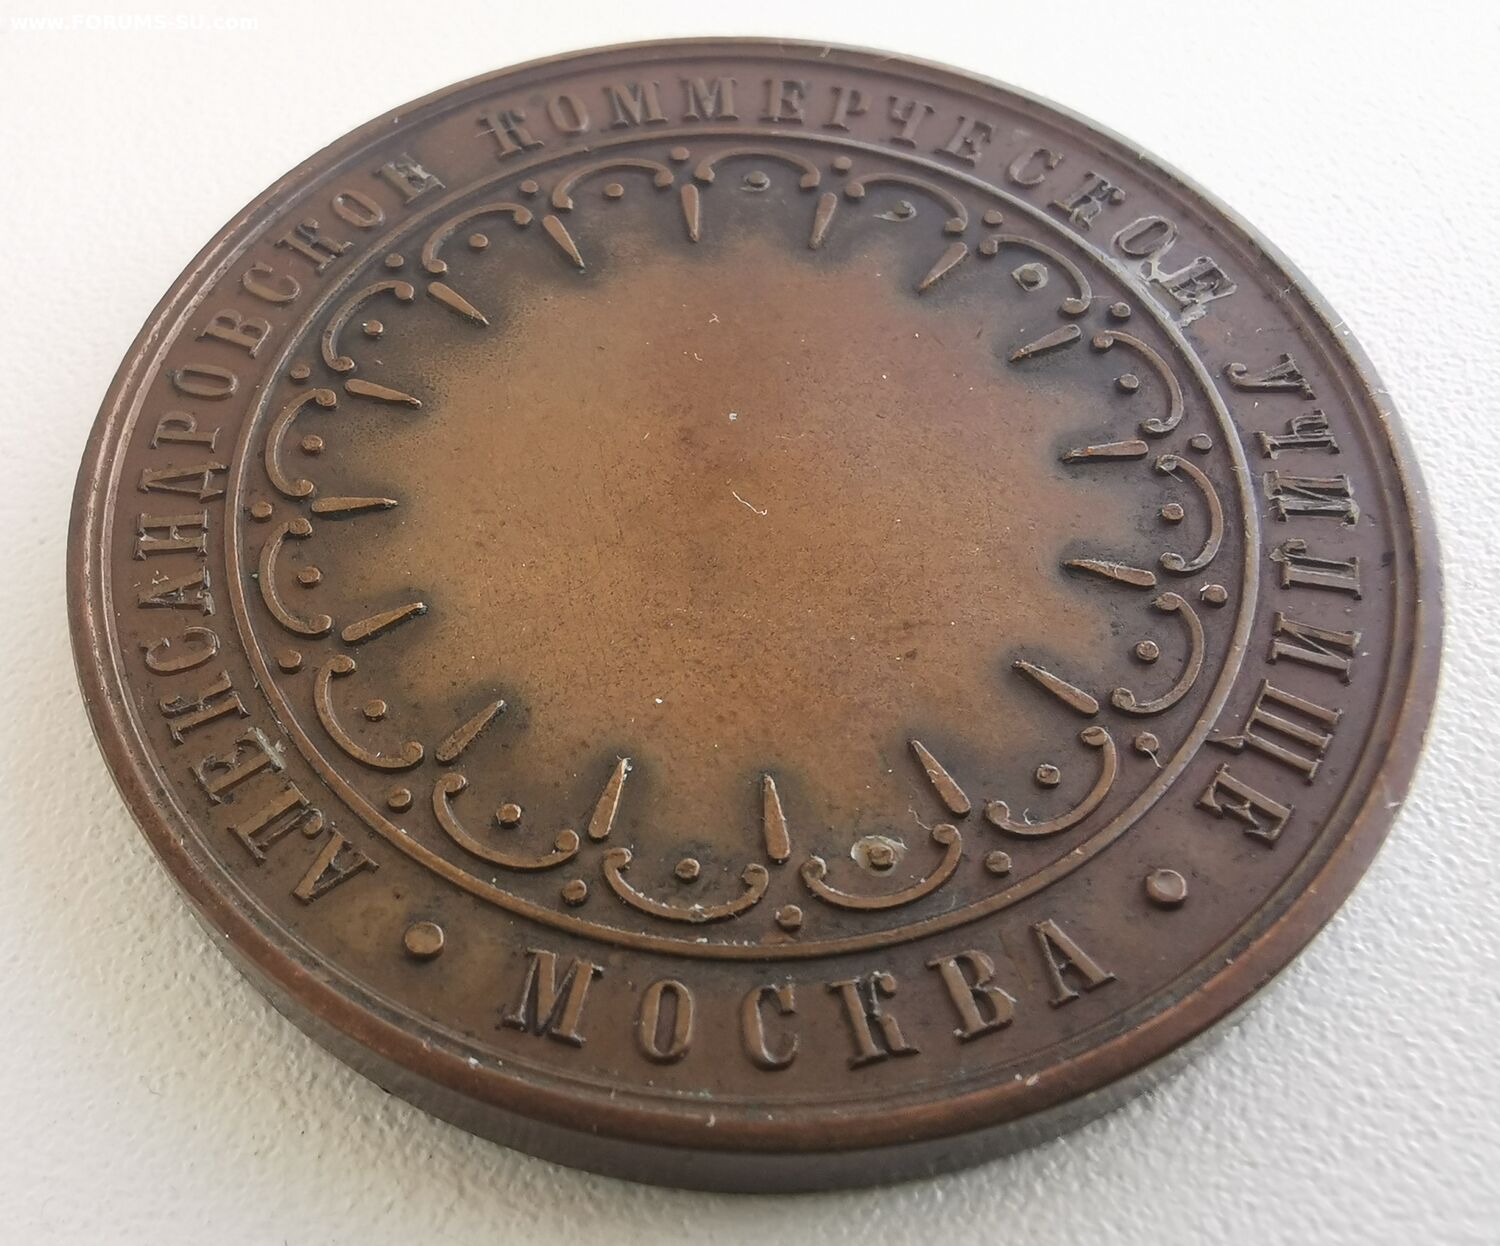 www.FORUMS-SU.com
АЛЕКСАНДРОВСКОЕ КОММЕРЧЕСКОЕ УЧИЛИЩЕ
• МОСКВА •